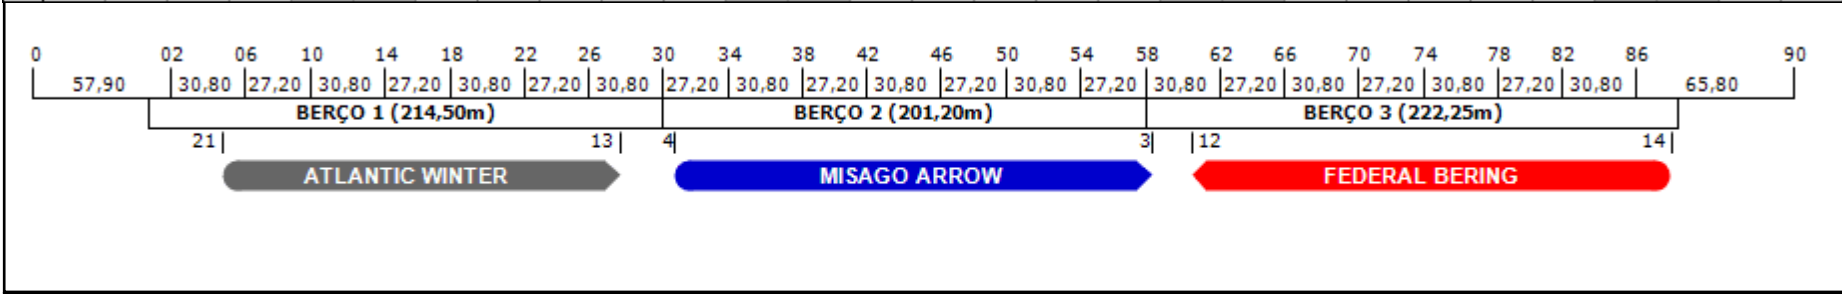 0 02 06 10 14 18 22 26 30 34 38 42 46 50 54 58 62 66 70 74 78 82 86 90
57,90 30,80 27,20 30,80 27,20 30,80 27,20 30,80 27,20 30,80 27,20 30,80 27,20 30,80 27,20 30,80 27,20 30,80 27,20 30,80 27,20 30,80 65,80
BERÇO 1 (214,50m) BERÇO 2 (201,20m) BERÇO 3 (222,25m)
21 13 4 3 12 14
ATLANTIC WINTER MISAGO ARROW FEDERAL BERING